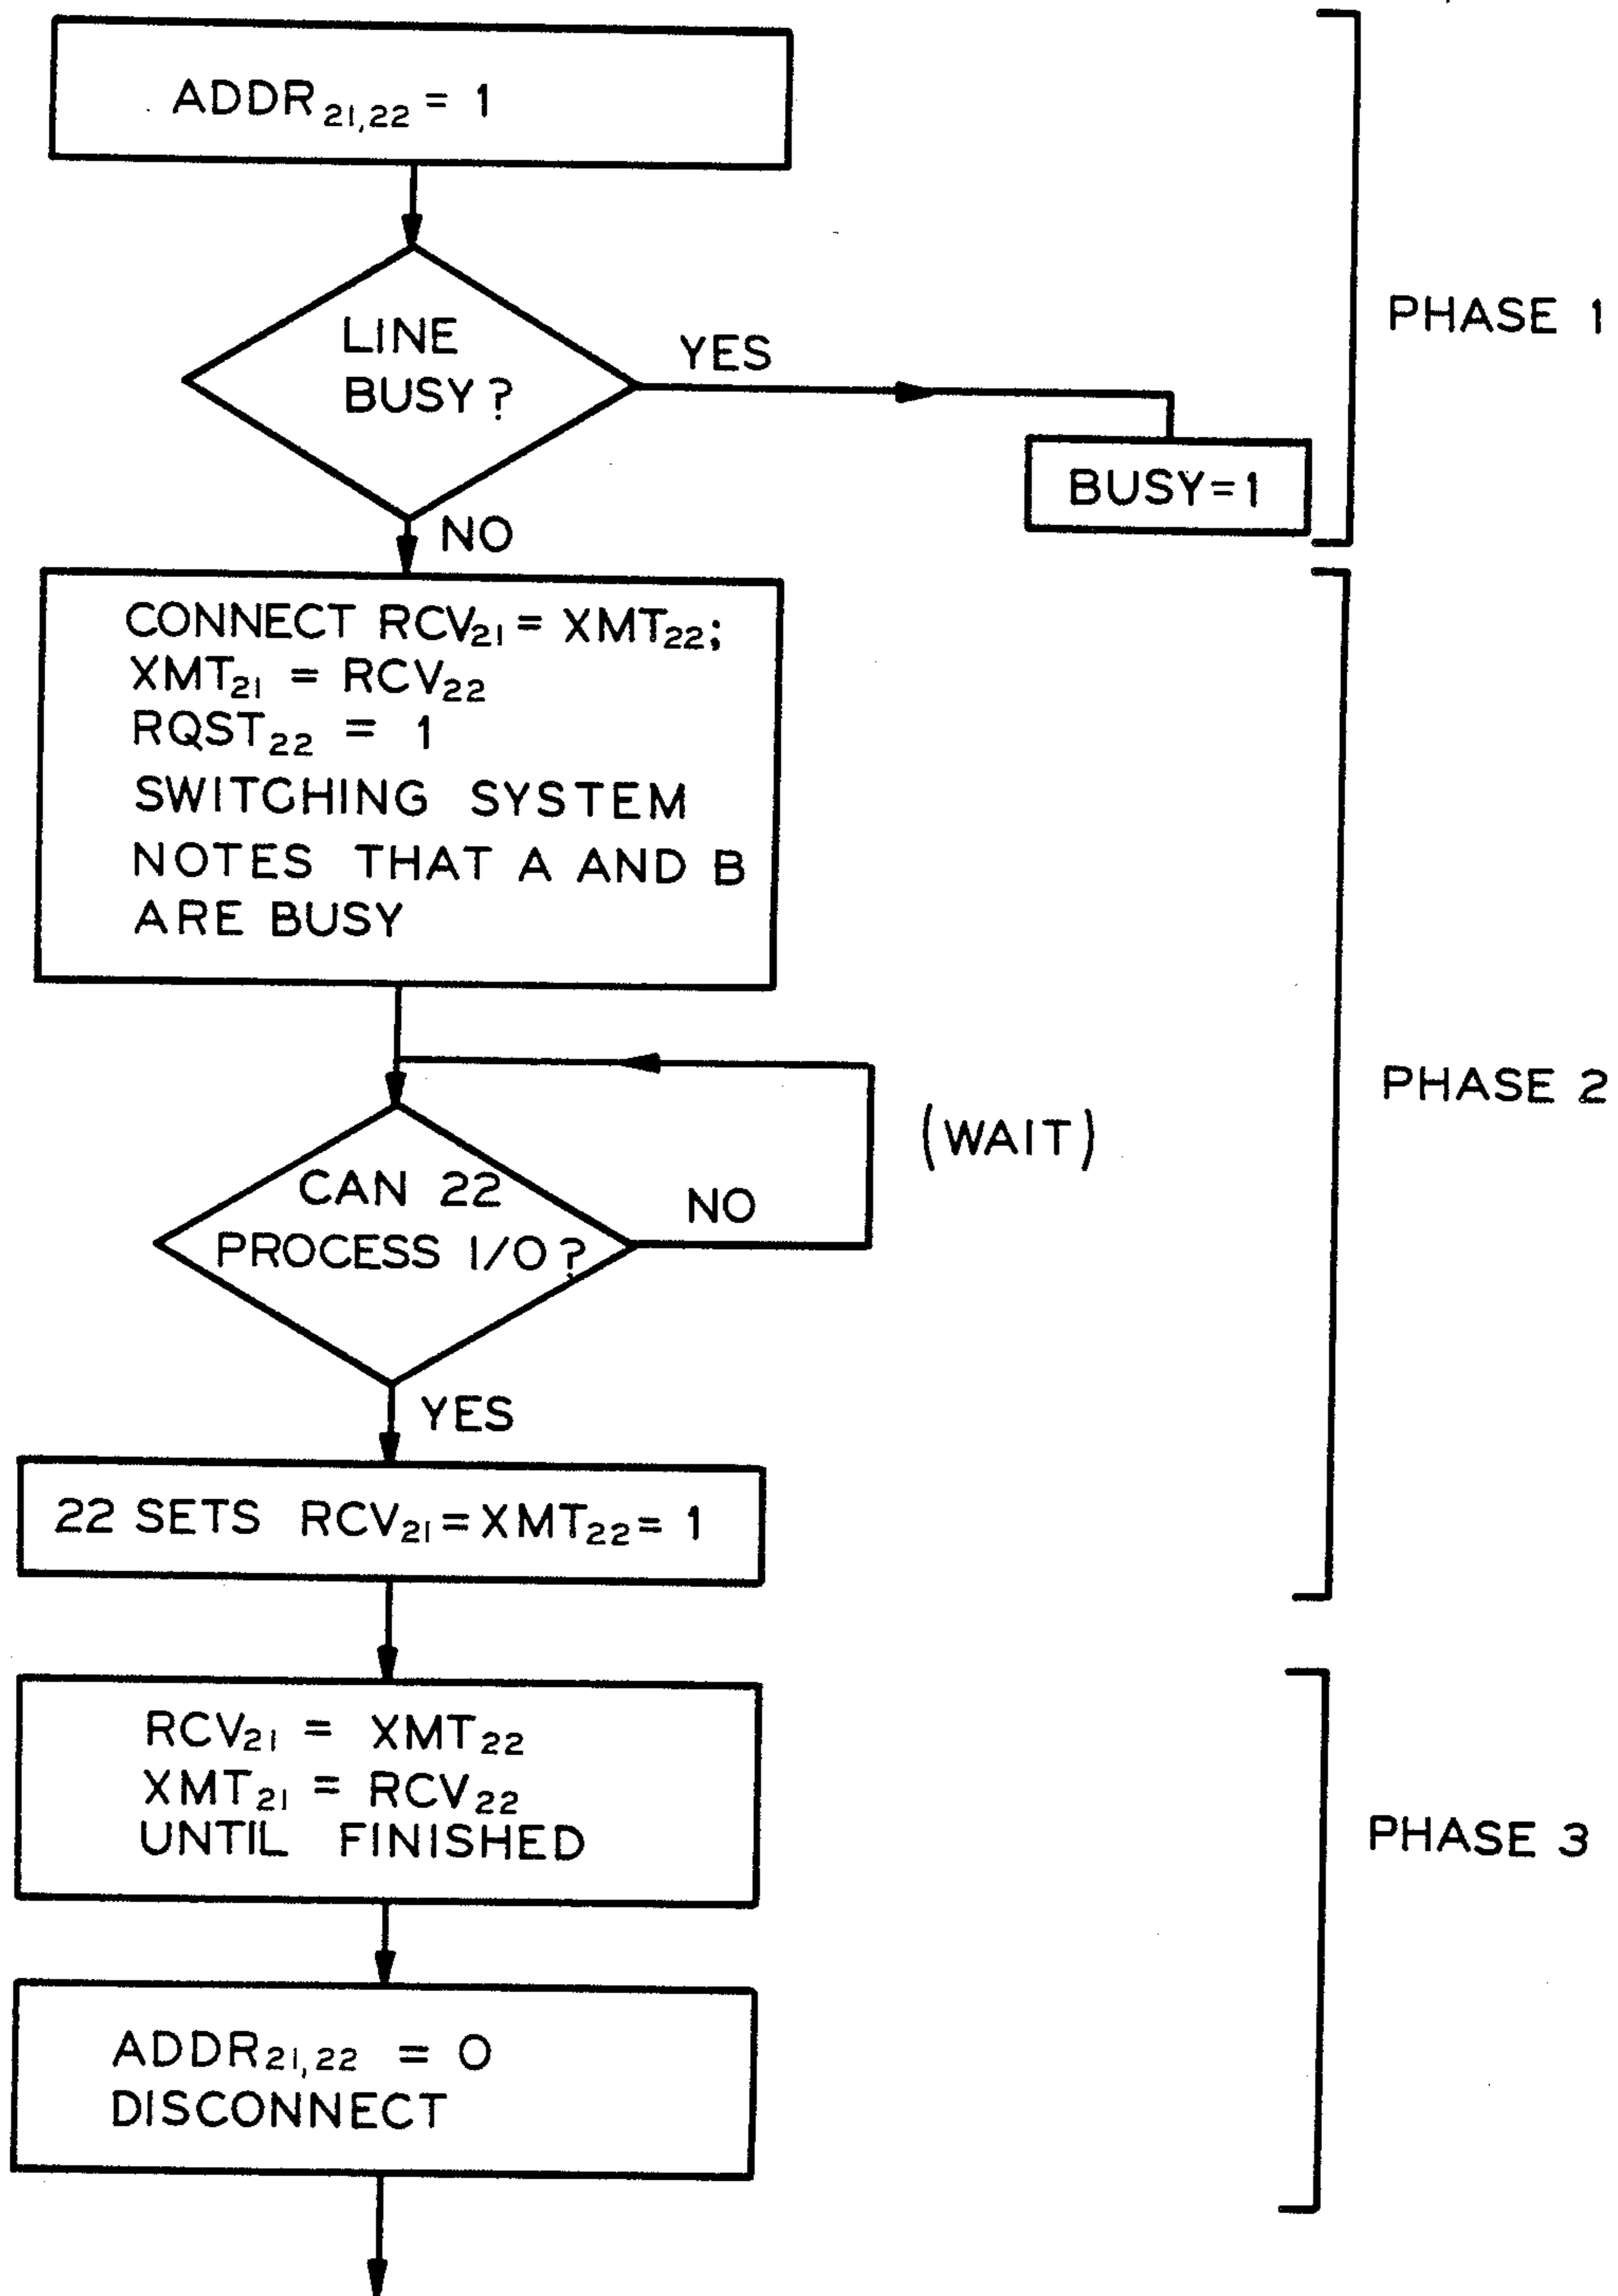 ADDR₂₁,₂₂ = 1
LINE
BUSY?
YES
BUSY=1
PHASE 1
NO
CONNECT RCV₂₁ = XMT₂₂;
XMT₂₁ = RCV₂₂
RQST₂₂ = 1
SWITCHING SYSTEM
NOTES THAT A AND B
ARE BUSY
(WAIT)
CAN 22
PROCESS I/O?
NO
YES
22 SETS RCV₂₁=XMT₂₂= 1
PHASE 2
RCV₂₁ = XMT₂₂
XMT₂₁ = RCV₂₂
UNTIL FINISHED
PHASE 3
ADDR₂₁,₂₂ = 0
DISCONNECT